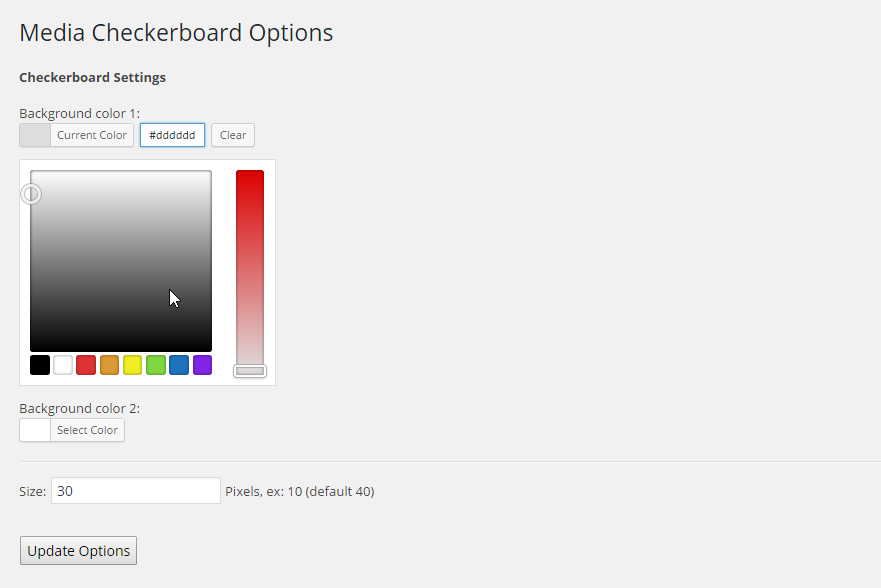 Media Checkerboard Options
Checkerboard Settings
Background color 1:
Current Color #dddddd Clear
Background color 2:
Select Color
Size: 30 Pixels, ex: 10 (default 40)
Update Options